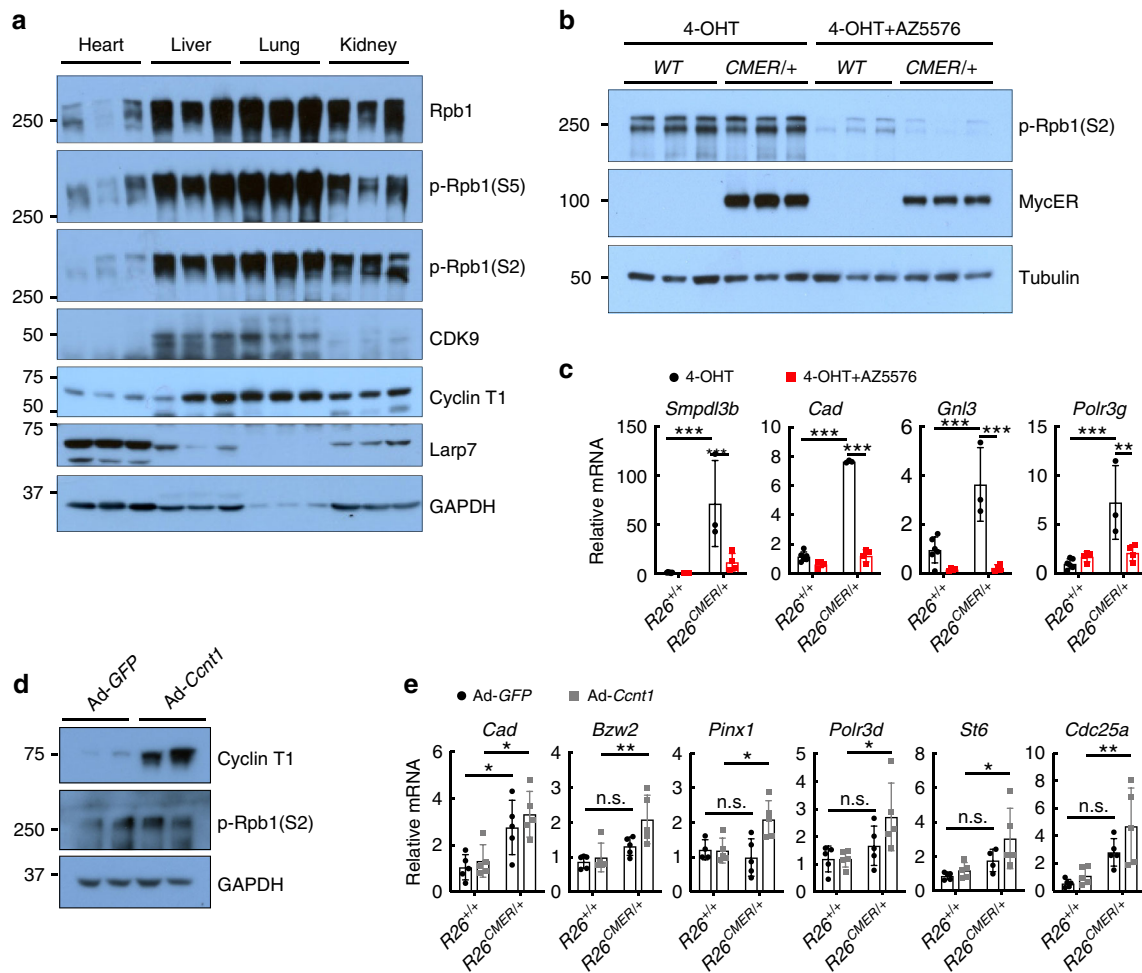 a
Heart Liver Lung Kidney
250 Rpb1
250 p-Rpb1(S5)
250 p-Rpb1(S2)
50 CDK9
75
50 Cyclin T1
75 Larp7
37 GAPDH
b
4-OHT 4-OHT+AZ5576
WT CMER/+ WT CMER/+
250 p-Rpb1(S2)
100 MycER
50 Tubulin
c
4-OHT 4-OHT+AZ5576
Smpdl3b Cad Gnl3 Polr3g
Relative mRNA
150 100 50 0
*** ***
10 8 6 4 2 0
*** ***
6 4 2 0
*** ***
15 10 5 0
*** **
R26+/+ R26CMER/+ R26+/+ R26CMER/+ R26+/+ R26CMER/+ R26+/+ R26CMER/+
d
Ad-GFP Ad-Ccnt1
75 Cyclin T1
250 p-Rpb1(S2)
37 GAPDH
e
Ad-GFP Ad-Ccnt1
Cad Bzw2 Pinx1 Polr3d St6 Cdc25a
Relative mRNA
6 4 2 0
* *
4 3 2 1 0
n.s. **
4 3 2 1 0
n.s. *
5 4 3 2 1 0
n.s. *
6 4 2 0
n.s. *
10 8 6 4 2 0
n.s. **
R26+/+ R26CMER/+ R26+/+ R26CMER/+ R26+/+ R26CMER/+ R26+/+ R26CMER/+ R26+/+ R26CMER/+ R26+/+ R26CMER/+